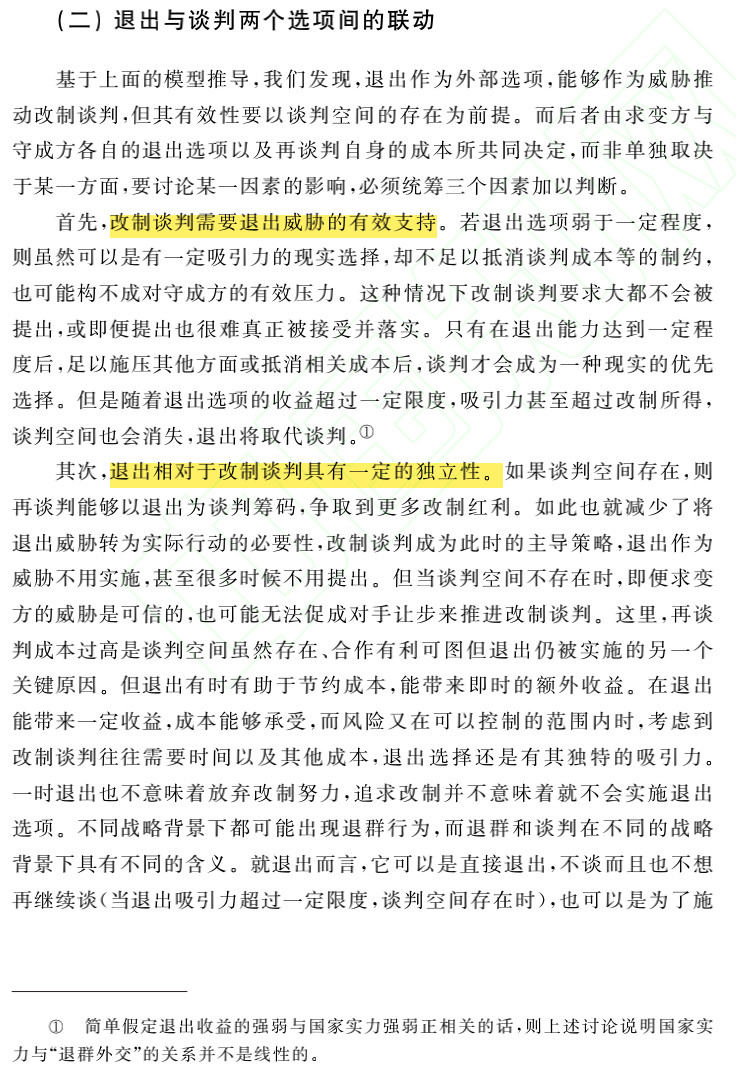 (二) 退出与谈判两个选项间的联动
基于上面的模型推导,我们发现,退出作为外部选项,能够作为威胁推
动改制谈判,但其有效性要以谈判空间的存在为前提。而后者由求变方与
守成方各自的退出选项以及再谈判自身的成本所共同决定,而非单独取决
于某一方面,要讨论某一因素的影响,必须统筹三个因素加以判断。
首先,改制谈判需要退出威胁的有效支持。若退出选项弱于一定程度,
则虽然可以是有一定吸引力的现实选择,却不足以抵消谈判成本等的制约,
也可能构不成对守成方的有效压力。这种情况下改制谈判要求大都不会被
提出,或即便提出也很难真正被接受并落实。只有在退出能力达到一定程
度后,足以施压其他方面或抵消相关成本后,谈判才会成为一种现实的优先
选择。但是随着退出选项的收益超过一定限度,吸引力甚至超过改制所得,
谈判空间也会消失,退出将取代谈判。①
其次,退出相对于改制谈判具有一定的独立性。如果谈判空间存在,则
再谈判能够以退出为谈判筹码,争取到更多改制红利。如此也就减少了将
退出威胁转为实际行动的必要性,改制谈判成为此时的主导策略,退出作为
威胁不用实施,甚至很多时候不用提出。但当谈判空间不存在时,即便求变
方的威胁是可信的,也可能无法促成对手让步来推进改制谈判。这里,再谈
判成本过高是谈判空间虽然存在、合作有利可图但退出仍被实施的另一个
关键原因。但退出有时有助于节约成本,能带来即时的额外收益。在退出
能带来一定收益,成本能够承受,而风险又在可以控制的范围内时,考虑到
改制谈判往往需要时间以及其他成本,退出选择还是有其独特的吸引力。
一时退出也不意味着放弃改制努力,追求改制并不意味着就不会实施退出
选项。不同战略背景下都可能出现退群行为,而退群和谈判在不同的战略
背景下具有不同的含义。就退出而言,它可以是直接退出,不谈而且也不想
再继续谈(当退出吸引力超过一定限度,谈判空间存在时),也可以是为了施
① 简单假定退出收益的强弱与国家实力强弱正相关的话,则上述讨论说明国家实
力与“退群外交”的关系并不是线性的。